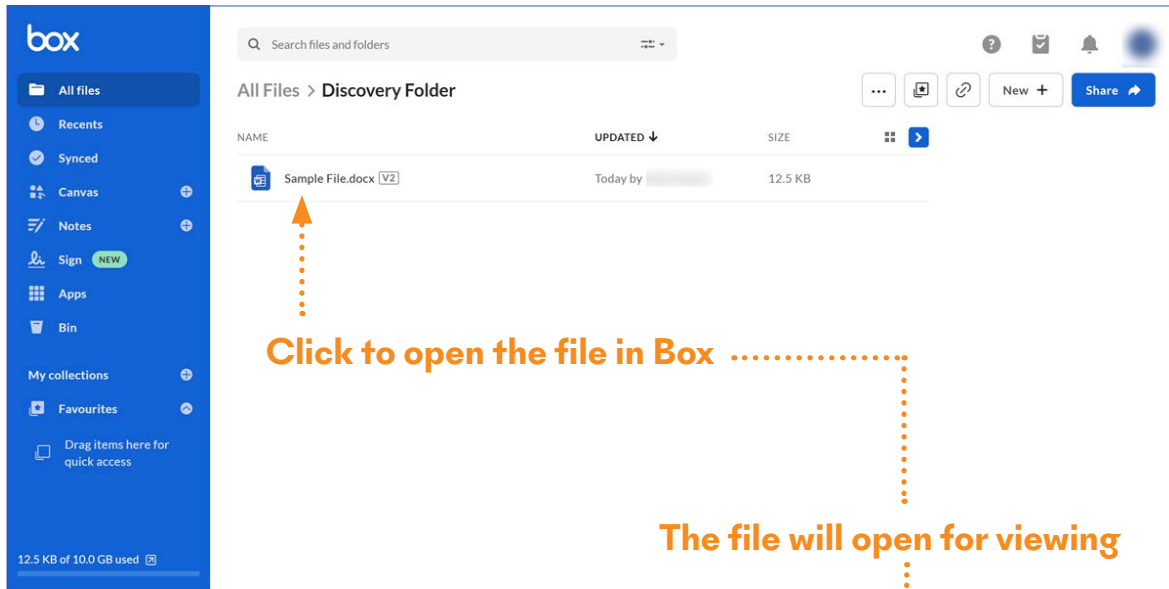 box
Search files and folders
All files
All Files > Discovery Folder
... New + Share
Recents
NAME UPDATED ↓ SIZE
Synced
Sample File.docx V2 Today by 12.5 KB
Canvas
Notes
Sign NEW
Apps
Bin
Click to open the file in Box
My collections
Favourites
Drag items here for
quick access
The file will open for viewing
12.5 KB of 10.0 GB used